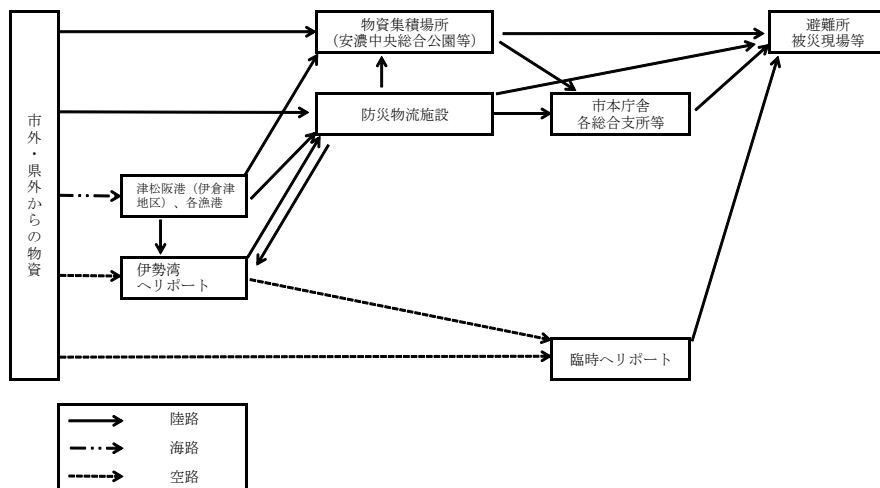 市外・県外からの物資
物資集積場所
（安濃中央総合公園等）
避難所
被災現場等
防災物流施設
市本庁舎
各総合支所等
津松阪港（伊倉津
地区）、各漁港
伊勢湾
ヘリポート
臨時ヘリポート
陸路
海路
空路